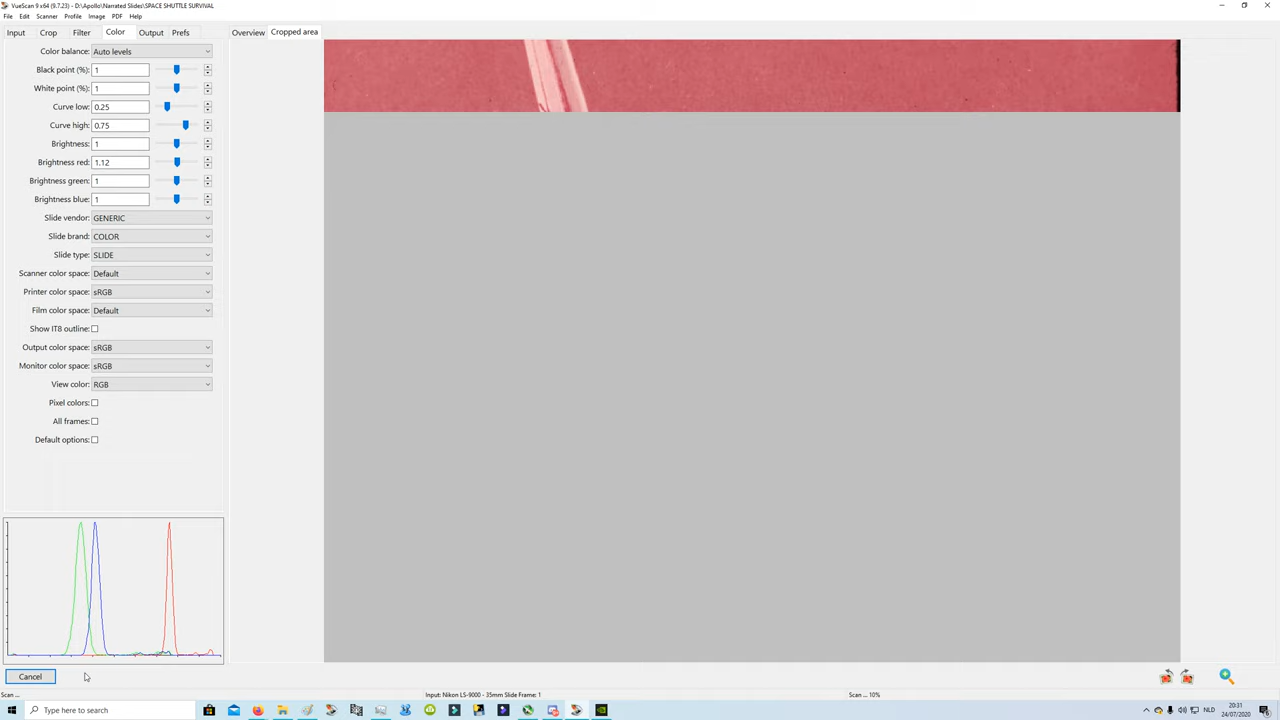 VueScan 9 x64 (9.7.23) - D:\Apollo\Narrated Slides\SPACE SHUTTLE SURVIVAL
File Edit Scanner Profile Image PDF Help
Input Crop Filter Color Output Prefs Overview Cropped area
Color balance: Auto levels
Black point (%): 1
White point (%): 1
Curve low: 0.25
Curve high: 0.75
Brightness: 1
Brightness red: 1.12
Brightness green: 1
Brightness blue: 1
Slide vendor: GENERIC
Slide brand: COLOR
Slide type: SLIDE
Scanner color space: Default
Printer color space: sRGB
Film color space: Default
Show IT8 outline:
Output color space: sRGB
Monitor color space: sRGB
View color: RGB
Pixel colors:
All frames:
Default options:
Cancel
Scan ... Input: Nikon LS-9000 - 35mm Slide Frame: 1 Scan ... 10%
Type here to search
NLD
20:31
24/07/2020